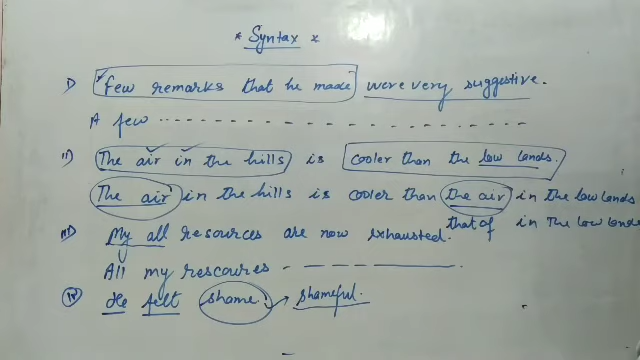 * Syntax x
i) Few remarks that he made were very suggestive.
A few
ii) The air in the hills is cooler than the low lands.
The air in the hills is cooler than the air in the low lands
that of in the low lands
iii) My all resources are now exhausted.
All my rescoures
iv) He felt shame. → shameful.